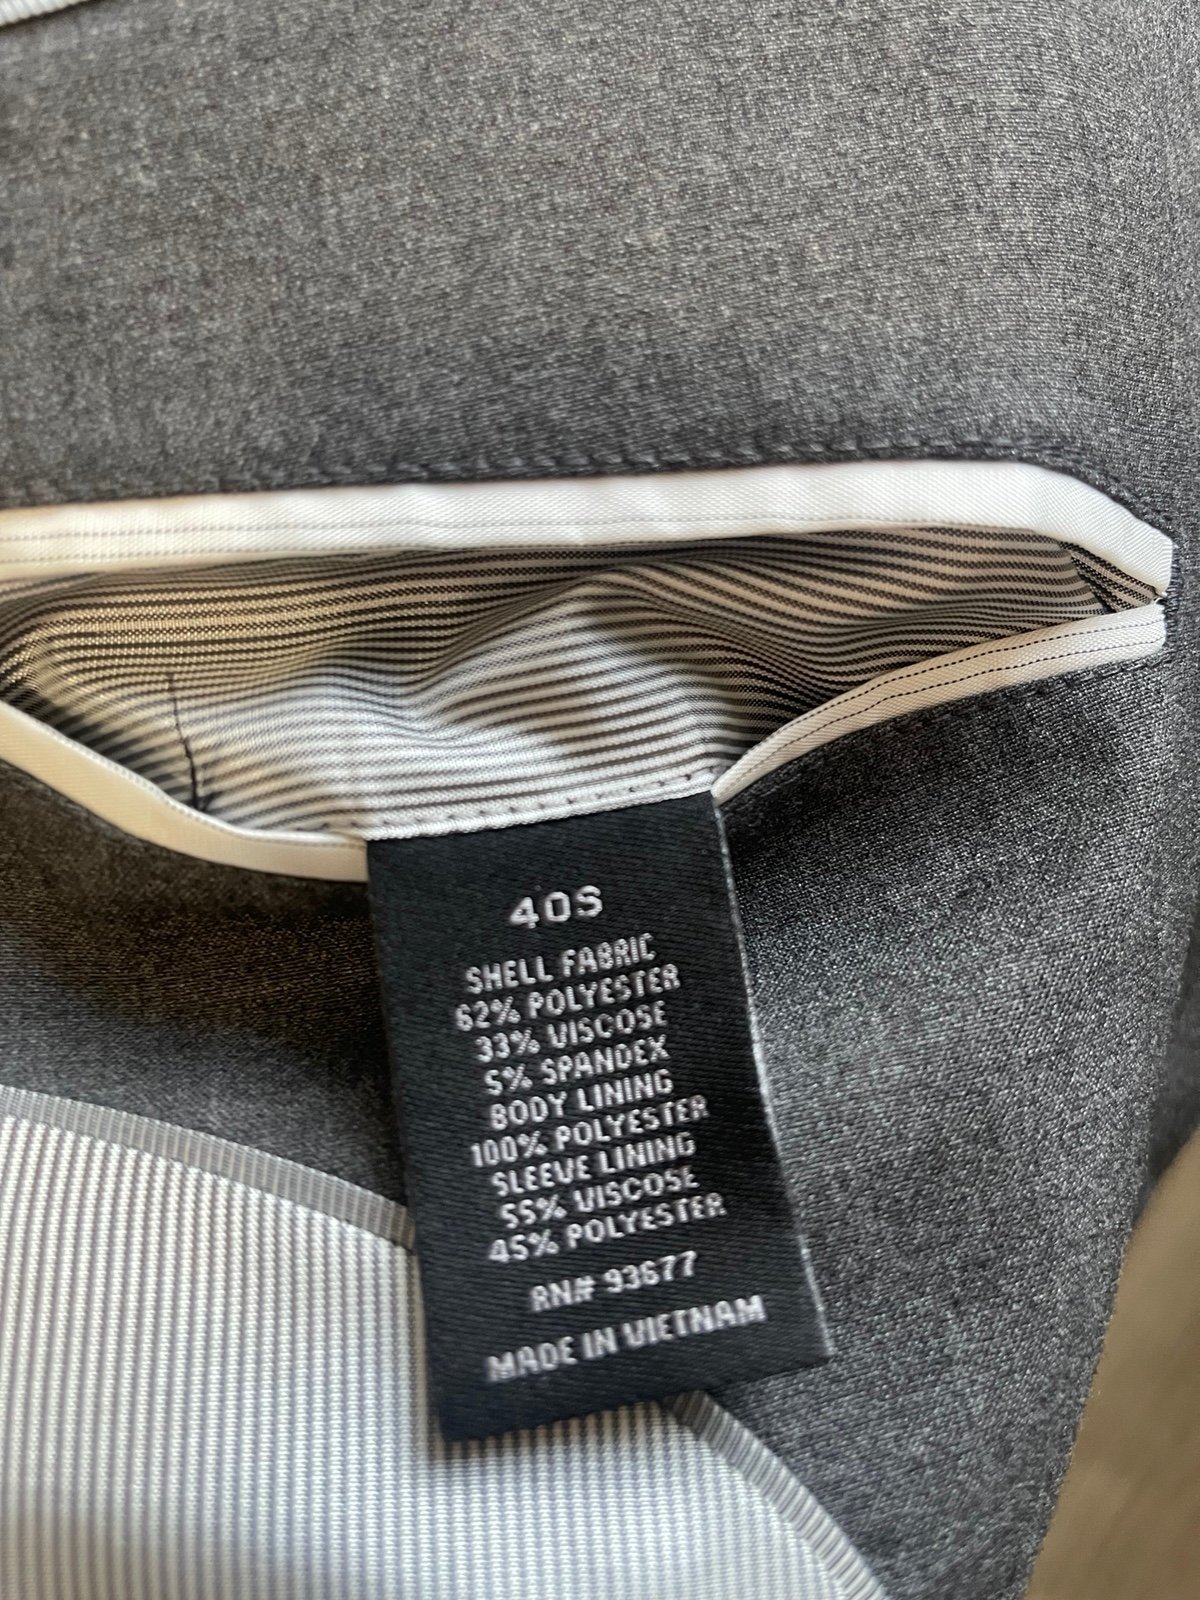 40S
SHELL FABRIC
62% POLYESTER
33% VISCOSE
5% SPANDEX
BODY LINING
100% POLYESTER
SLEEVE LINING
55% VISCOSE
45% POLYESTER
RN# 93677
MADE IN VIETNAM